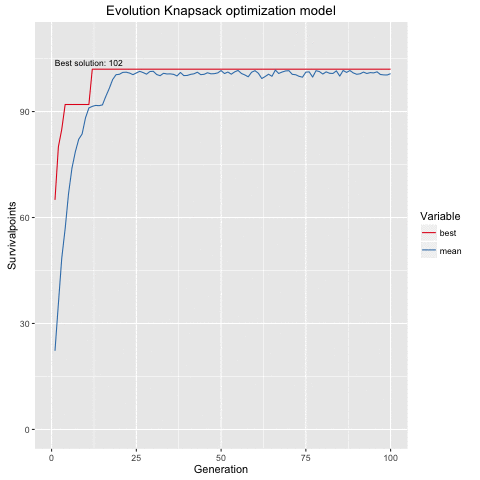 Evolution Knapsack optimization model
Best solution: 102
90
60
30
0
Survivalpoints
0 25 50 75 100
Generation
Variable
best
mean